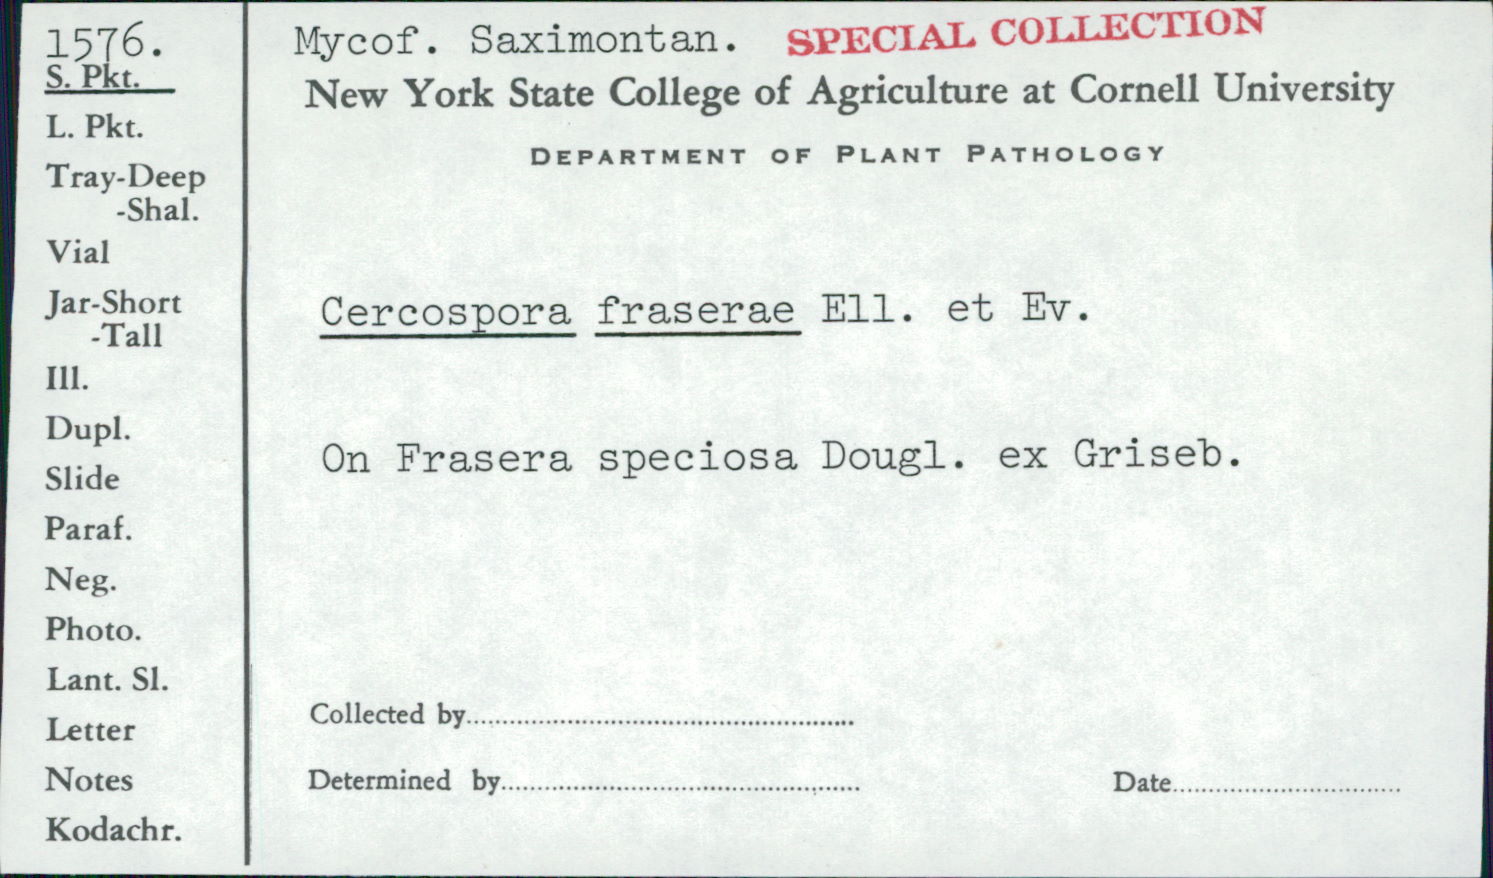 1576.
S. Pkt.
L. Pkt.
Tray-Deep
-Shal.
Vial
Jar-Short
-Tall
Ill.
Dupl.
Slide
Paraf.
Neg.
Photo.
Lant. Sl.
Letter
Notes
Kodachr.
Mycof. Saximontan. SPECIAL COLLECTION
New York State College of Agriculture at Cornell University
DEPARTMENT OF PLANT PATHOLOGY
Cercospora fraserae Ell. et Ev.
On Frasera speciosa Dougl. ex Griseb.
Collected by
Determined by Date